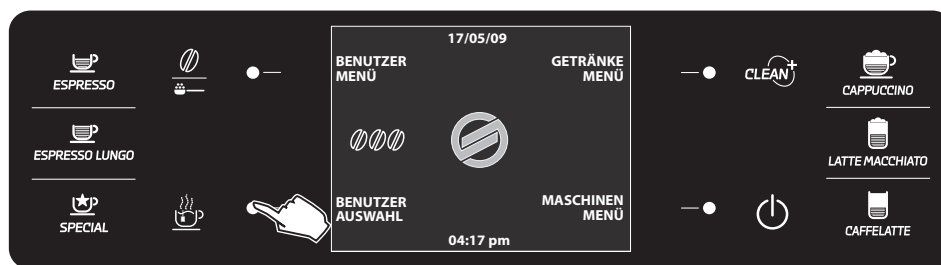 17/05/09
BENUTZER
MENÜ
GETRÄNKE
MENÜ
ESPRESSO
CLEAN+
CAPPUCCINO
ESPRESSO LUNGO
LATTE MACCHIATO
BENUTZER
AUSWAHL
MASCHINEN
MENÜ
SPECIAL
CAFFELATTE
04:17 pm